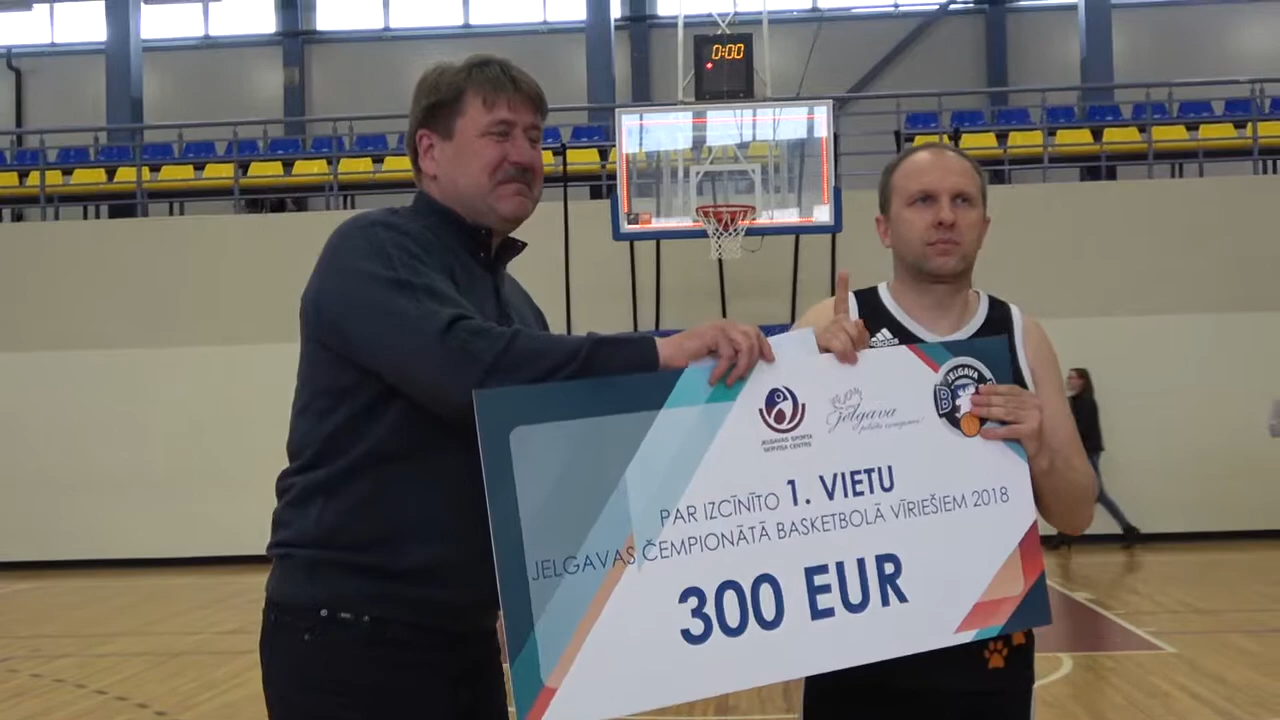 0:00
adidas
JELGAVA
B
JELGAVAS SPORTA
SERVISA CENTRS
jelgava
PAR IZCĪNĪTO 1. VIETU
JELGAVAS ČEMPIONĀTĀ BASKETBOLĀ VĪRIEŠIEM 2018
300 EUR